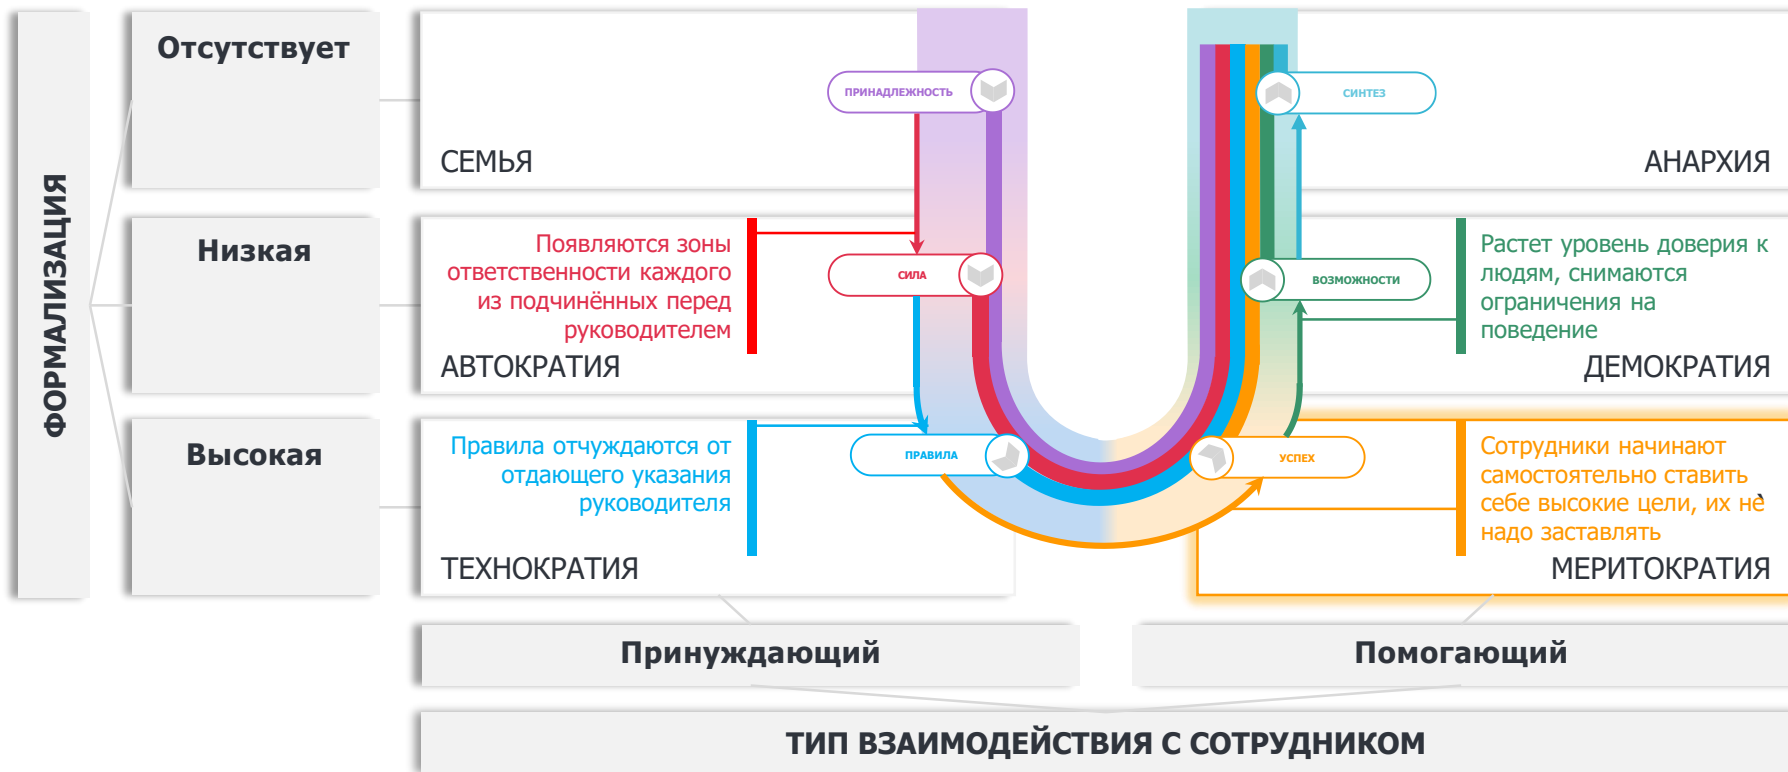 ФОРМАЛИЗАЦИЯ
Отсутствует
ПРИНАДЛЕЖНОСТЬ
СИНТЕЗ
СЕМЬЯ
АНАРХИЯ
Низкая
Появляются зоны
ответственности каждого
из подчинённых перед
руководителем
СИЛА
АВТОКРАТИЯ
ВОЗМОЖНОСТИ
Растет уровень доверия к
людям, снимаются
ограничения на
поведение
ДЕМОКРАТИЯ
Высокая
Правила отчуждаются от
отдающего указания
руководителя
ПРАВИЛА
ТЕХНОКРАТИЯ
УСПЕХ
Сотрудники начинают
самостоятельно ставить
себе высокие цели, их не`
надо заставлять
МЕРИТОКРАТИЯ
Принуждающий
Помогающий
ТИП ВЗАИМОДЕЙСТВИЯ С СОТРУДНИКОМ